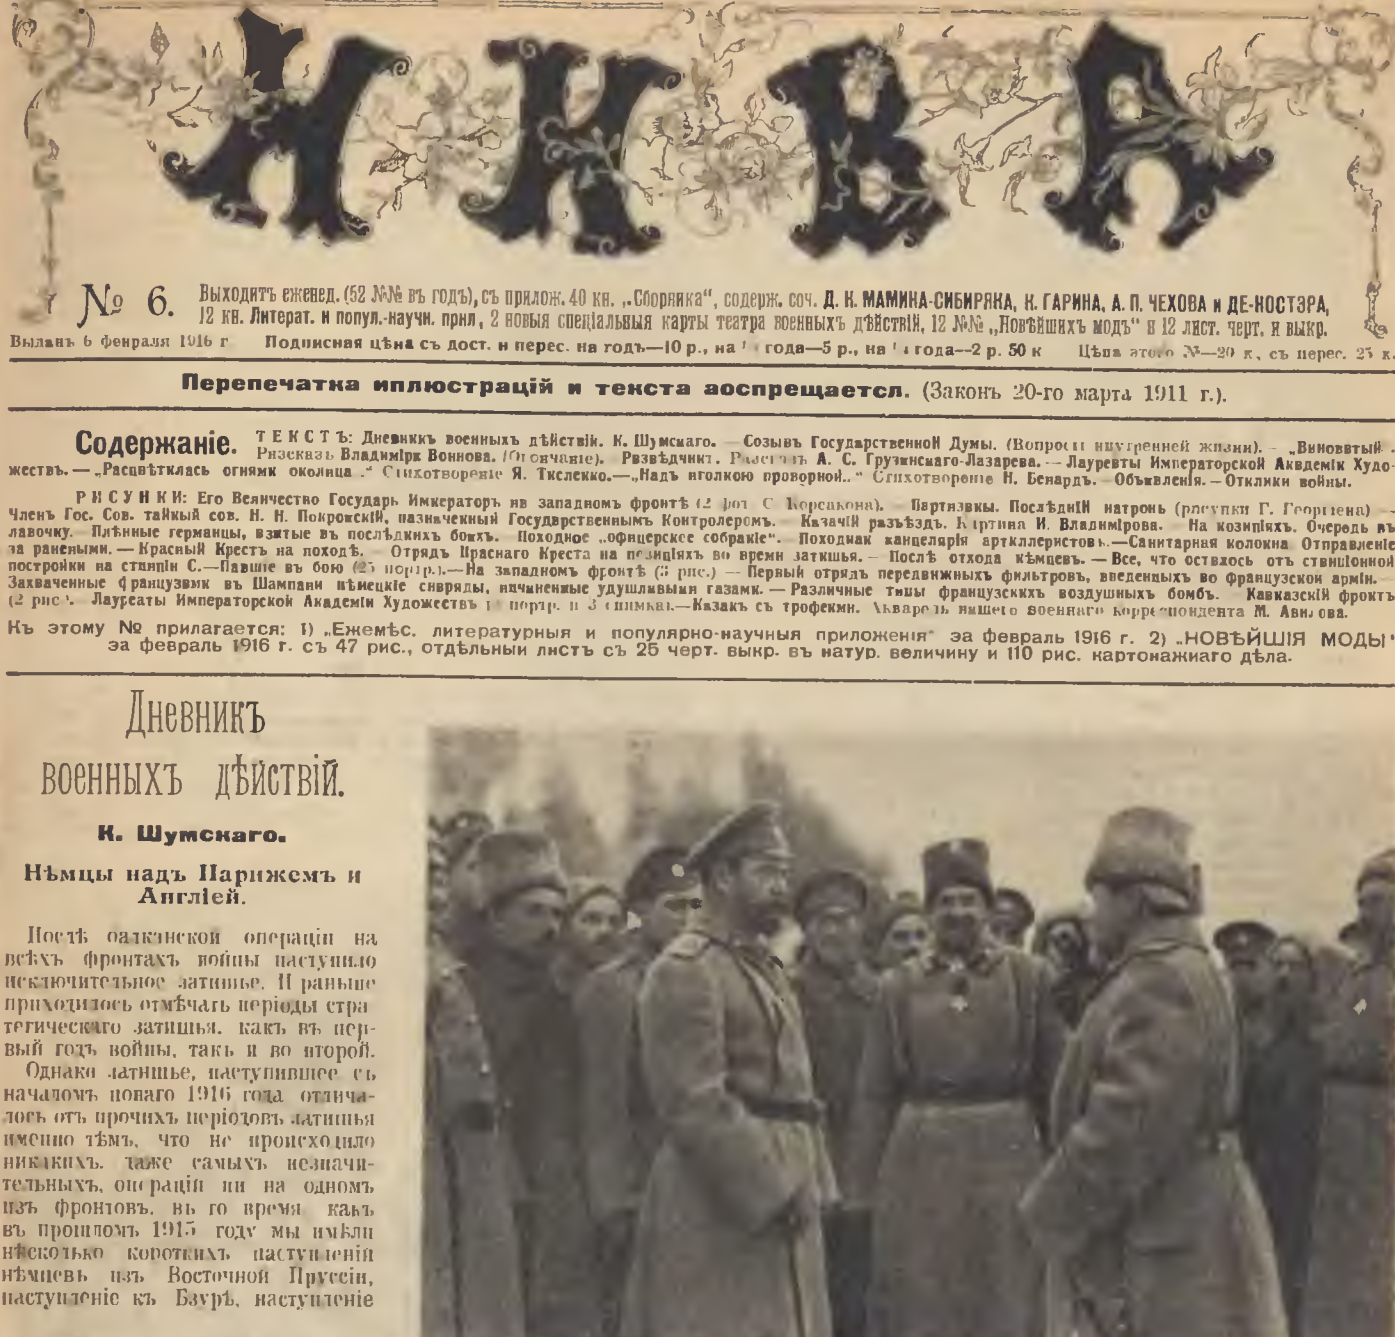 НИВА
№ 6.
Выходитъ еженед. (52 №№ въ годъ), съ прилож. 40 кн. „Сборника“, содерж. соч. Д. Н. МАМИНА-СИБИРЯКА, Н. ГАРИНА, А. П. ЧЕХОВА и ДЕ-КОСТЭРА,
12 кн. Литерат. и попул.-научн. прил., 2 новыя спеціальныя карты театра военныхъ дѣйствій, 12 №№ „Новѣйшихъ модъ“ и 12 лист. черт. и выкр.
Выданъ 6 февраля 1916 г Подписная цѣна съ дост. и перес. на годъ—10 р., на года—5 р., на года—2 р. 50 к Цѣна этого №—20 к., съ перес. 25 к.
Перепечатка иллюстрацій и текста воспрещается. (Законъ 20-го марта 1911 г.).
Содержаніе. ТЕКСТЪ: Дневникъ военныхъ дѣйствій. К. Шумскаго. Созывъ Государственной Думы. (Вопросы внутренней жизни). – „Виноватый“.
Разсказъ Владиміра Воинова. (Окончаніе). Развѣдчикъ. Разсказъ А. С. Грузинскаго-Лазарева. — Лауреаты Императорской Академіи Худо-
жествъ. — „Расцвѣтилась огнями околица.“ Стихотвореніе Я. —„Надъ иголкою проворной..“ Стихотвореніе Н. Бенардъ. – Объявленія. – Отклики войны.
РИСУНКИ: Его Величество Государь Императоръ на западномъ фронтѣ (2 фот С Корсакова). Партизаны. Послѣдній патронъ (рисунки Г. ) —
Членъ Гос. Сов. тайный сов. Н. Н. Покровскій, назначенный Государственнымъ Контролеромъ. Казачій разъѣздъ. Картина И. Владимірова. На позиціяхъ. Очередь въ
лавочку. Плѣнные германцы, взятые въ послѣднихъ бояхъ. Походное „офицерское собраніе“. Походная канцелярія артиллеристовъ.—Санитарная колонна Отправленіе
за ранеными. — Красный Крестъ на походѣ. Отрядъ Краснаго Креста на позиціяхъ во время затишья. – Послѣ отхода нѣмцевъ. — Все, что осталось отъ станціонной
постройки на станціи С.—Павшіе въ бою (25 портр.).—На западномъ фронтѣ (3 рис.) — Первый отрядъ передвижныхъ фильтровъ, введенныхъ во французской арміи. —
Захваченные французами въ Шампани нѣмецкіе снаряды, начиненные удушливыми газами. — Различные типы французскихъ воздушныхъ бомбъ. Кавказскій фронтъ
(2 рис ). Лауреаты Императорской Академіи Художествъ портр. и 3 снимка).—Казакъ съ трофеями. Акварель нашего военнаго корреспондента М. Авилова.
Къ этому № прилагается: 1) „Ежемѣс. литературныя и популярно-научныя приложенія“ за февраль 1916 г. 2) „НОВѢЙШІЯ МОДЫ“
за февраль 1916 г. съ 47 рис., отдѣльный листъ съ 25 черт. выкр. въ натур. величину и 110 рис. картонажнаго дѣла.
Дневникъ
военныхъ дѣйствій.
К. Шумскаго.
Нѣмцы надъ Парижемъ и
Англіей.
Послѣ балканской операціи на
всѣхъ фронтахъ войны наступило
исключительное затишье. И раньше
приходилось отмѣчать періоды стра
тегическаго затишья, какъ въ пер-
вый годъ войны, такъ и во второй.
Однако затишье, наступившее съ
началомъ новаго 1916 года отлича-
лось отъ прочихъ періодовъ затишья
именно тѣмъ, что не происходило
никакихъ, даже самыхъ незначи-
тельныхъ, операцій ни на одномъ
изъ фронтовъ, въ то время какъ
въ прошломъ 1915 году мы имѣли
нѣсколько короткихъ наступленій
нѣмцевъ изъ Восточной Пруссіи,
наступленіе къ Бзурѣ, наступленіе